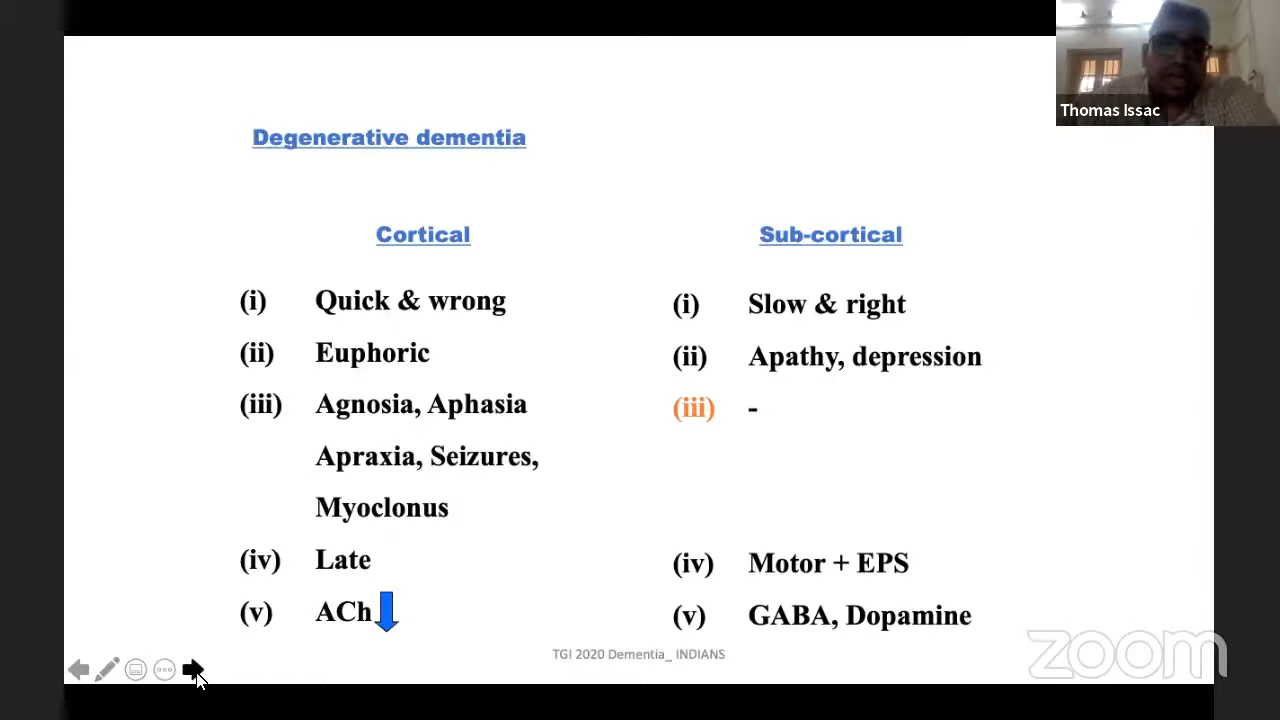 Thomas Issac
Degenerative dementia
Cortical
(i) Quick & wrong
(ii) Euphoric
(iii) Agnosia, Aphasia
Apraxia, Seizures,
Myoclonus
(iv) Late
(v) ACh
Sub-cortical
(i) Slow & right
(ii) Apathy, depression
(iii) -
(iv) Motor + EPS
(v) GABA, Dopamine
TGI 2020 Dementia_ INDIANS
zoom